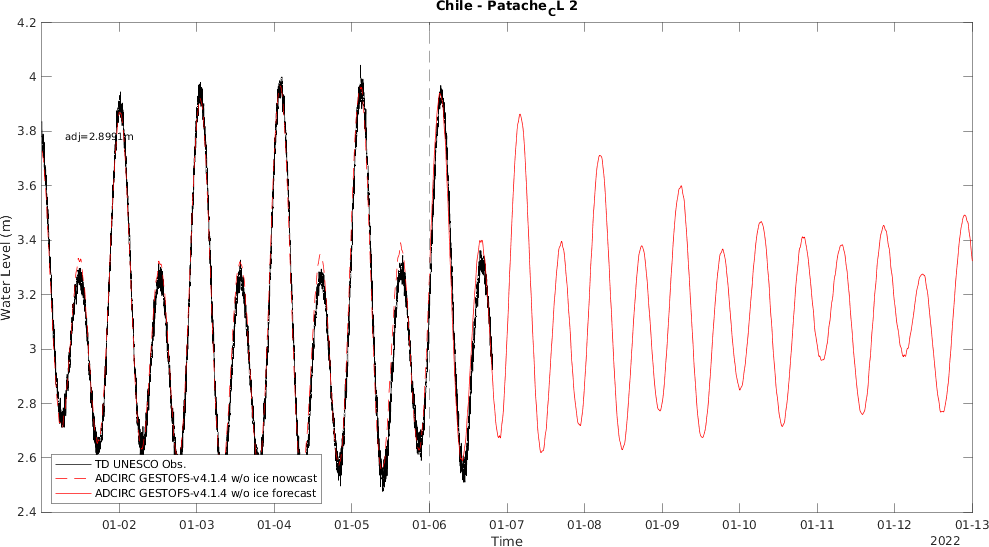 Chile - Patache_CL 2
4.2
4
3.8
3.6
3.4
3.2
3
2.8
2.6
2.4
Water Level (m)
adj=2.8991m
TD UNESCO Obs.
ADCIRC GESTOFS-v4.1.4 w/o ice nowcast
ADCIRC GESTOFS-v4.1.4 w/o ice forecast
01-02 01-03 01-04 01-05 01-06 01-07 01-08 01-09 01-10 01-11 01-12 01-13
Time
2022